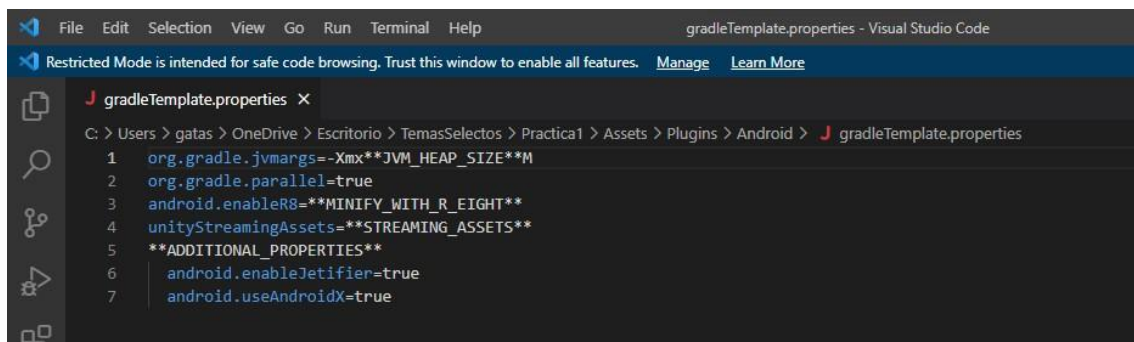 File Edit Selection View Go Run Terminal Help gradleTemplate.properties - Visual Studio Code
Restricted Mode is intended for safe code browsing. Trust this window to enable all features. Manage Learn More
J gradleTemplate.properties ×
C: > Users > gatas > OneDrive > Escritorio > TemasSelectos > Practica1 > Assets > Plugins > Android > J gradleTemplate.properties
1 org.gradle.jvmargs=-Xmx**JVM_HEAP_SIZE**M
2 org.gradle.parallel=true
3 android.enableR8=**MINIFY_WITH_R_EIGHT**
4 unityStreamingAssets=**STREAMING_ASSETS**
5 **ADDITIONAL_PROPERTIES**
6 android.enableJetifier=true
7 android.useAndroidX=true